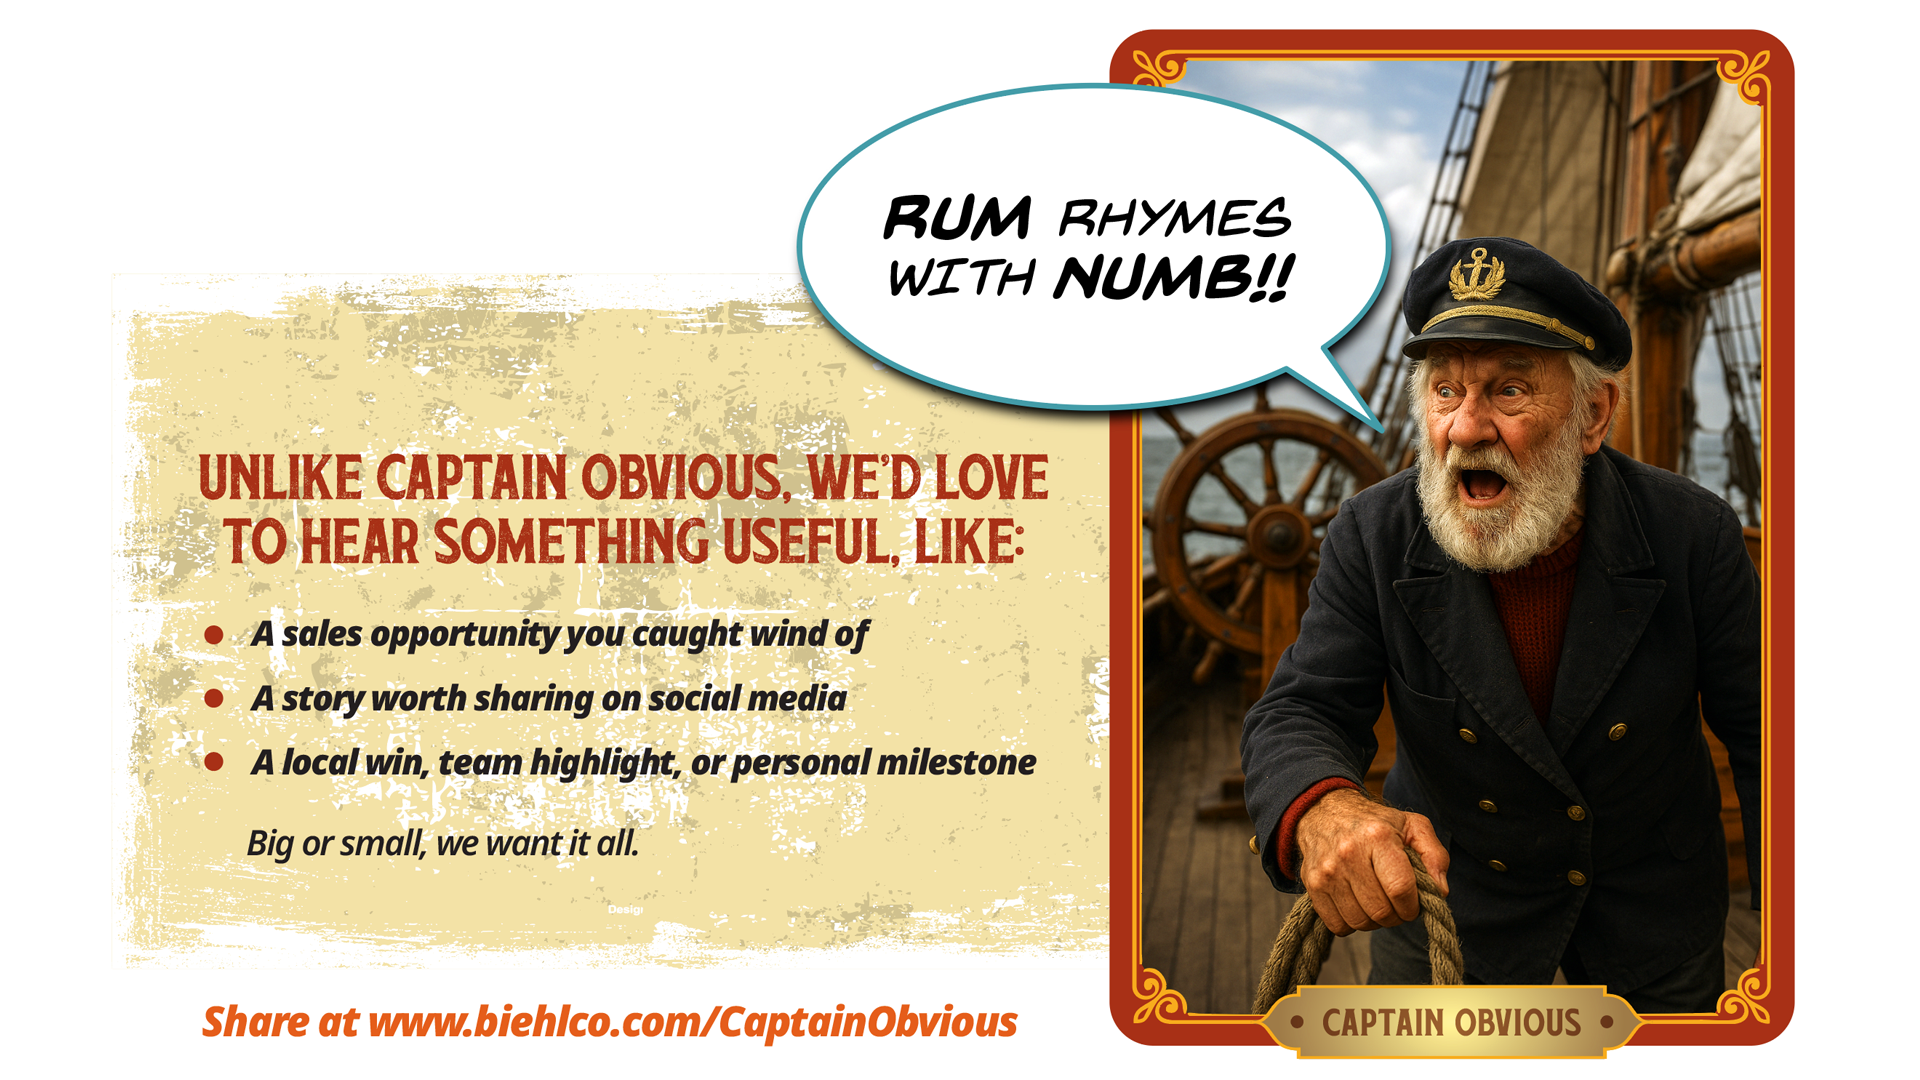 RUM RHYMES
WITH NUMB!!
UNLIKE CAPTAIN OBVIOUS, WE'D LOVE
TO HEAR SOMETHING USEFUL, LIKE:
• A sales opportunity you caught wind of
• A story worth sharing on social media
• A local win, team highlight, or personal milestone
Big or small, we want it all.
Desig
Share at www.biehlco.com/CaptainObvious
• CAPTAIN OBVIOUS •